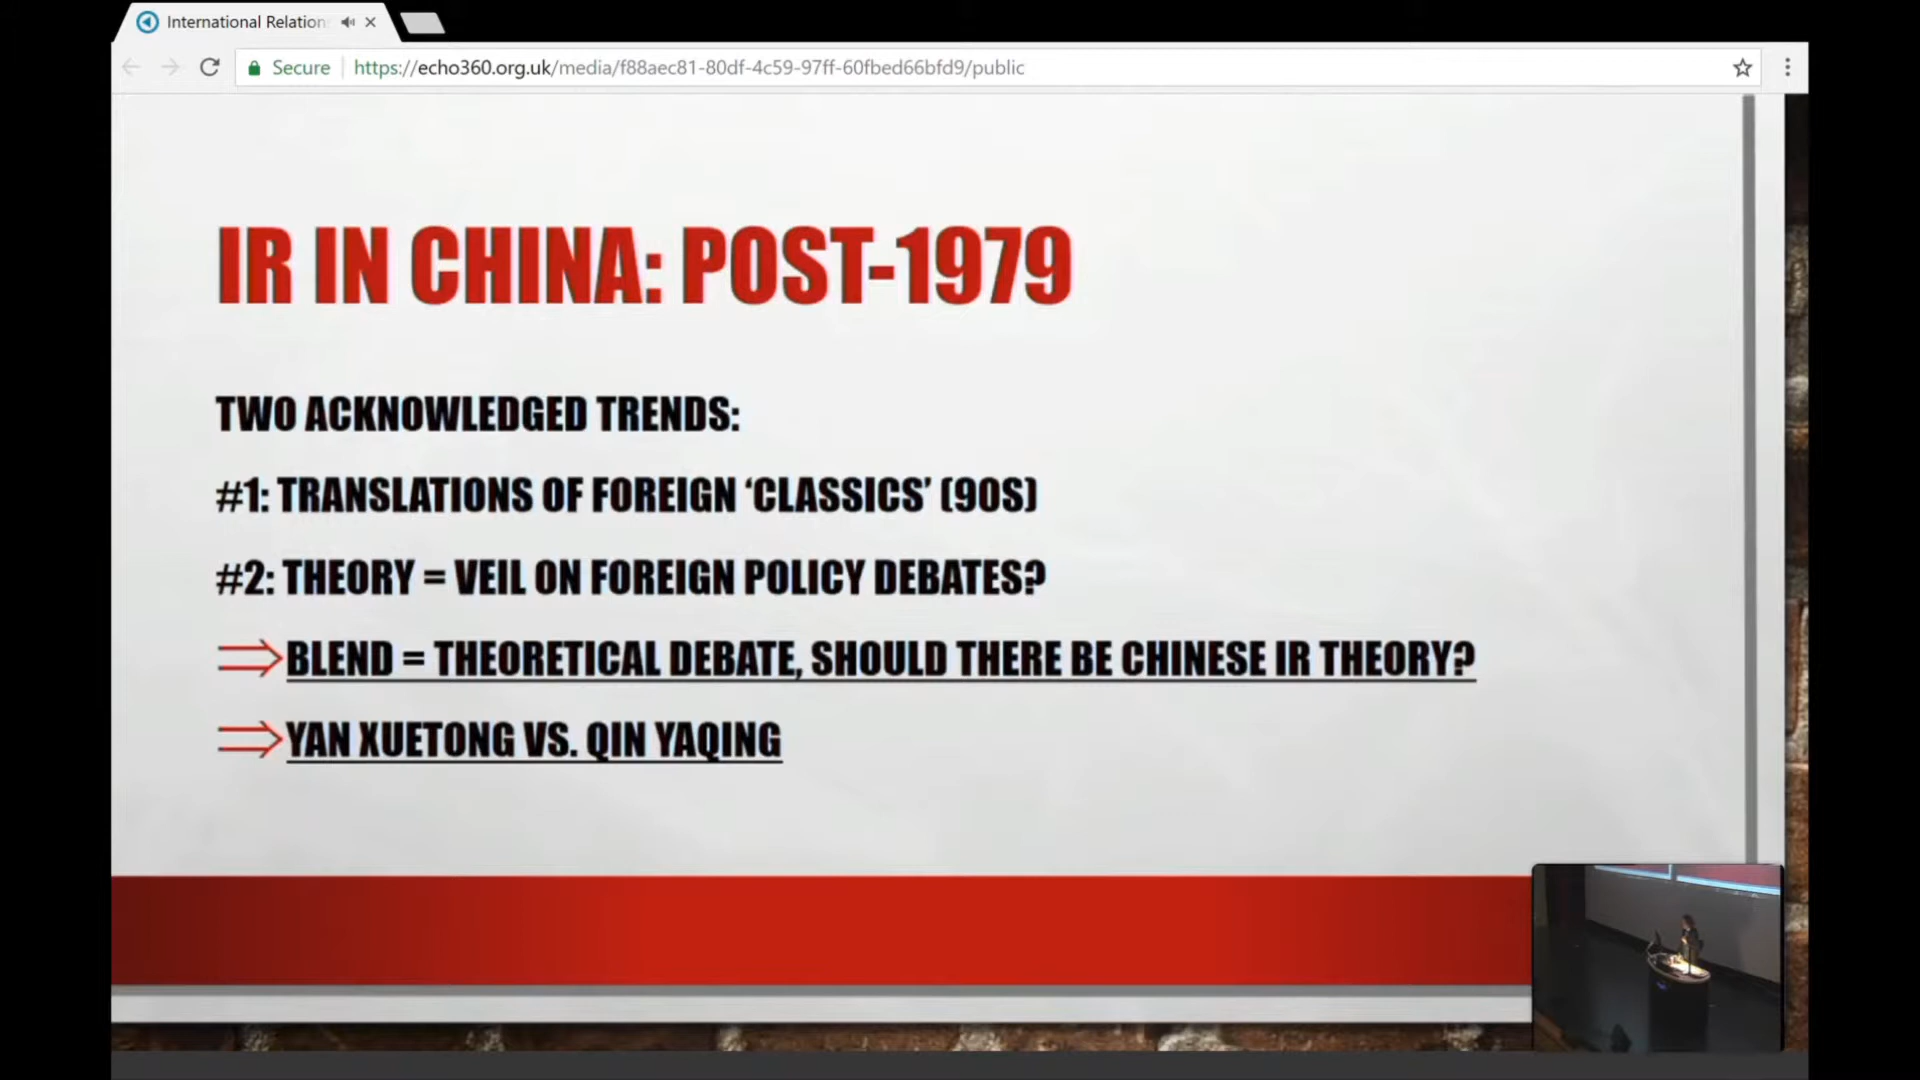 International Relation
Secure
https://echo360.org.uk/media/f88aec81-80df-4c59-97ff-60fbed66bfd9/public
IR IN CHINA: POST-1979
TWO ACKNOWLEDGED TRENDS:
#1: TRANSLATIONS OF FOREIGN ‘CLASSICS’ (90S)
#2: THEORY = VEIL ON FOREIGN POLICY DEBATES?
BLEND = THEORETICAL DEBATE, SHOULD THERE BE CHINESE IR THEORY?
YAN XUETONG VS. QIN YAQING